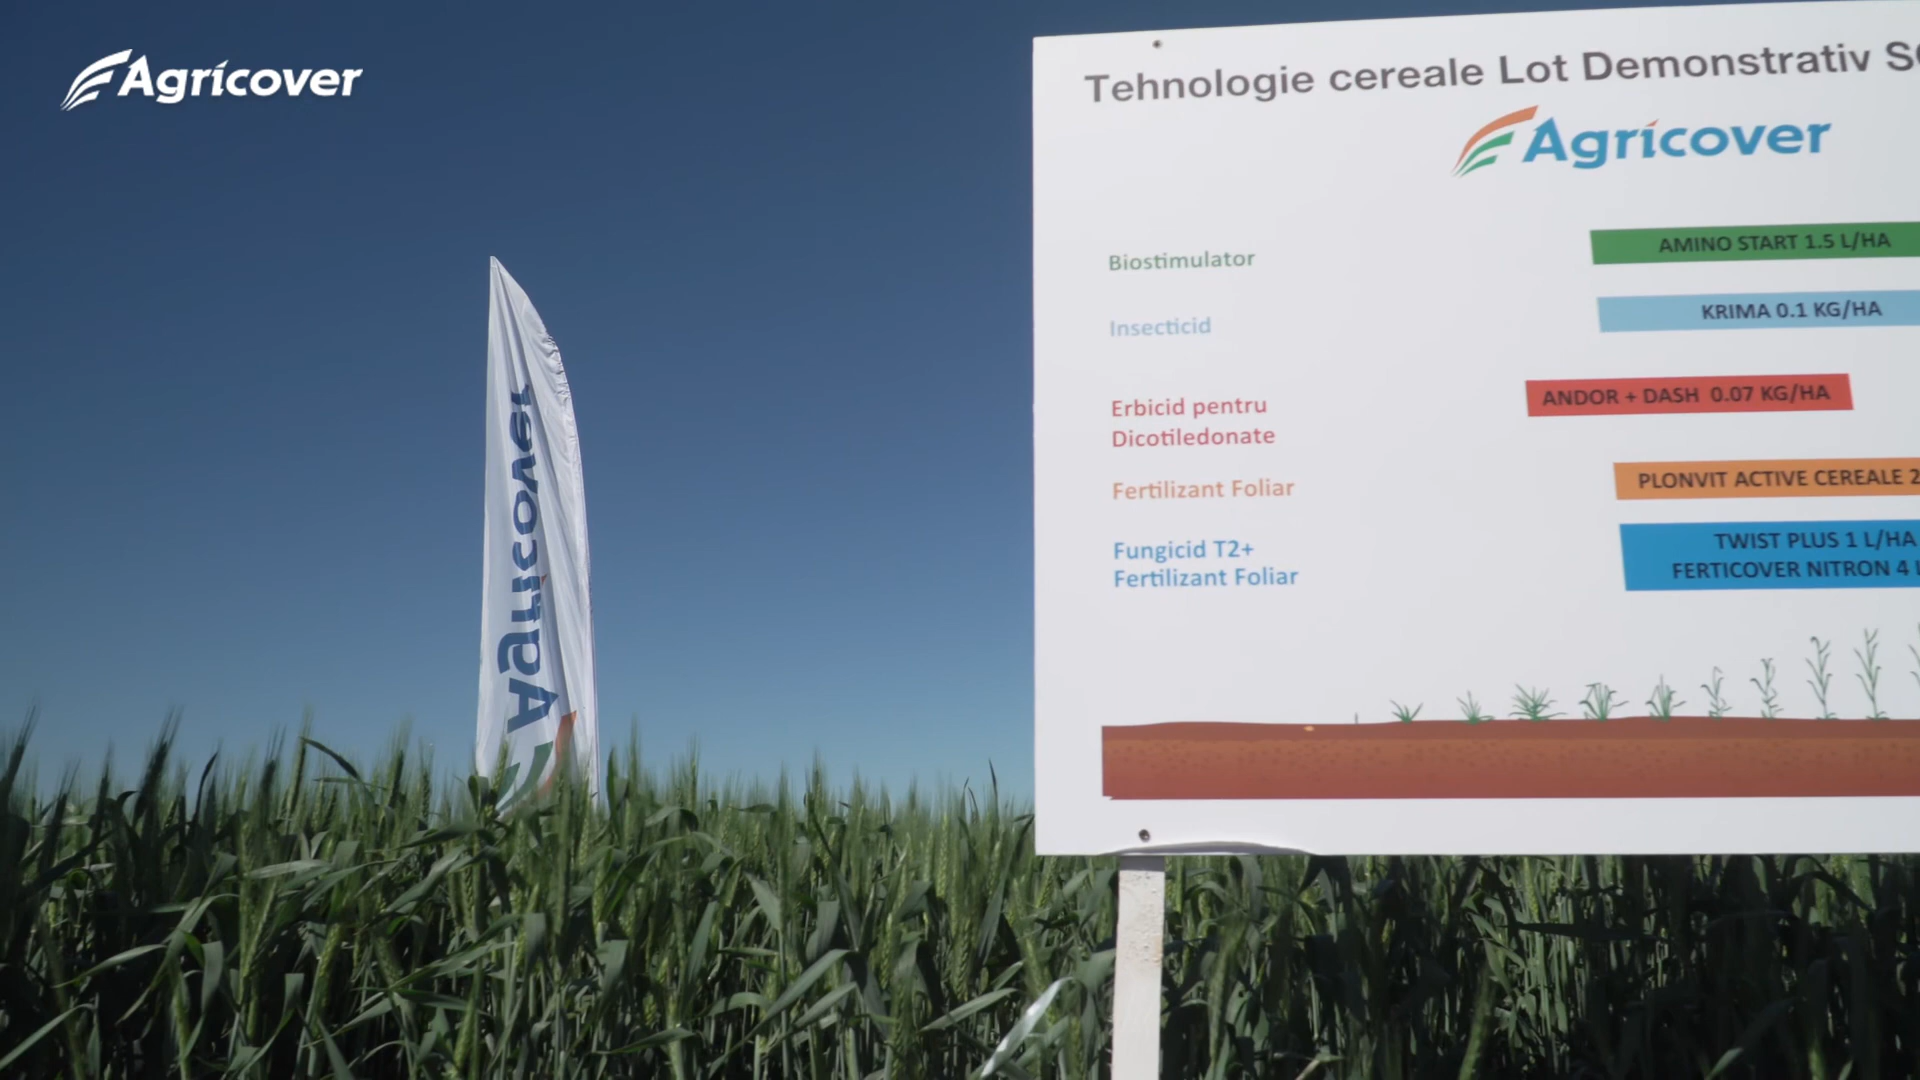 Agricover
Tehnologie cereale Lot Demonstrativ
Agricover
Biostimulator
AMINO START 1.5 L/HA
Insecticid
KRIMA 0.1 KG/HA
Erbicid pentru
Dicotiledonate
ANDOR + DASH 0.07 KG/HA
Fertilizant Foliar
PLONVIT ACTIVE CEREALE 2
Fungicid T2+
Fertilizant Foliar
TWIST PLUS 1 L/HA
FERTICOVER NITRON 4 L
Agricover